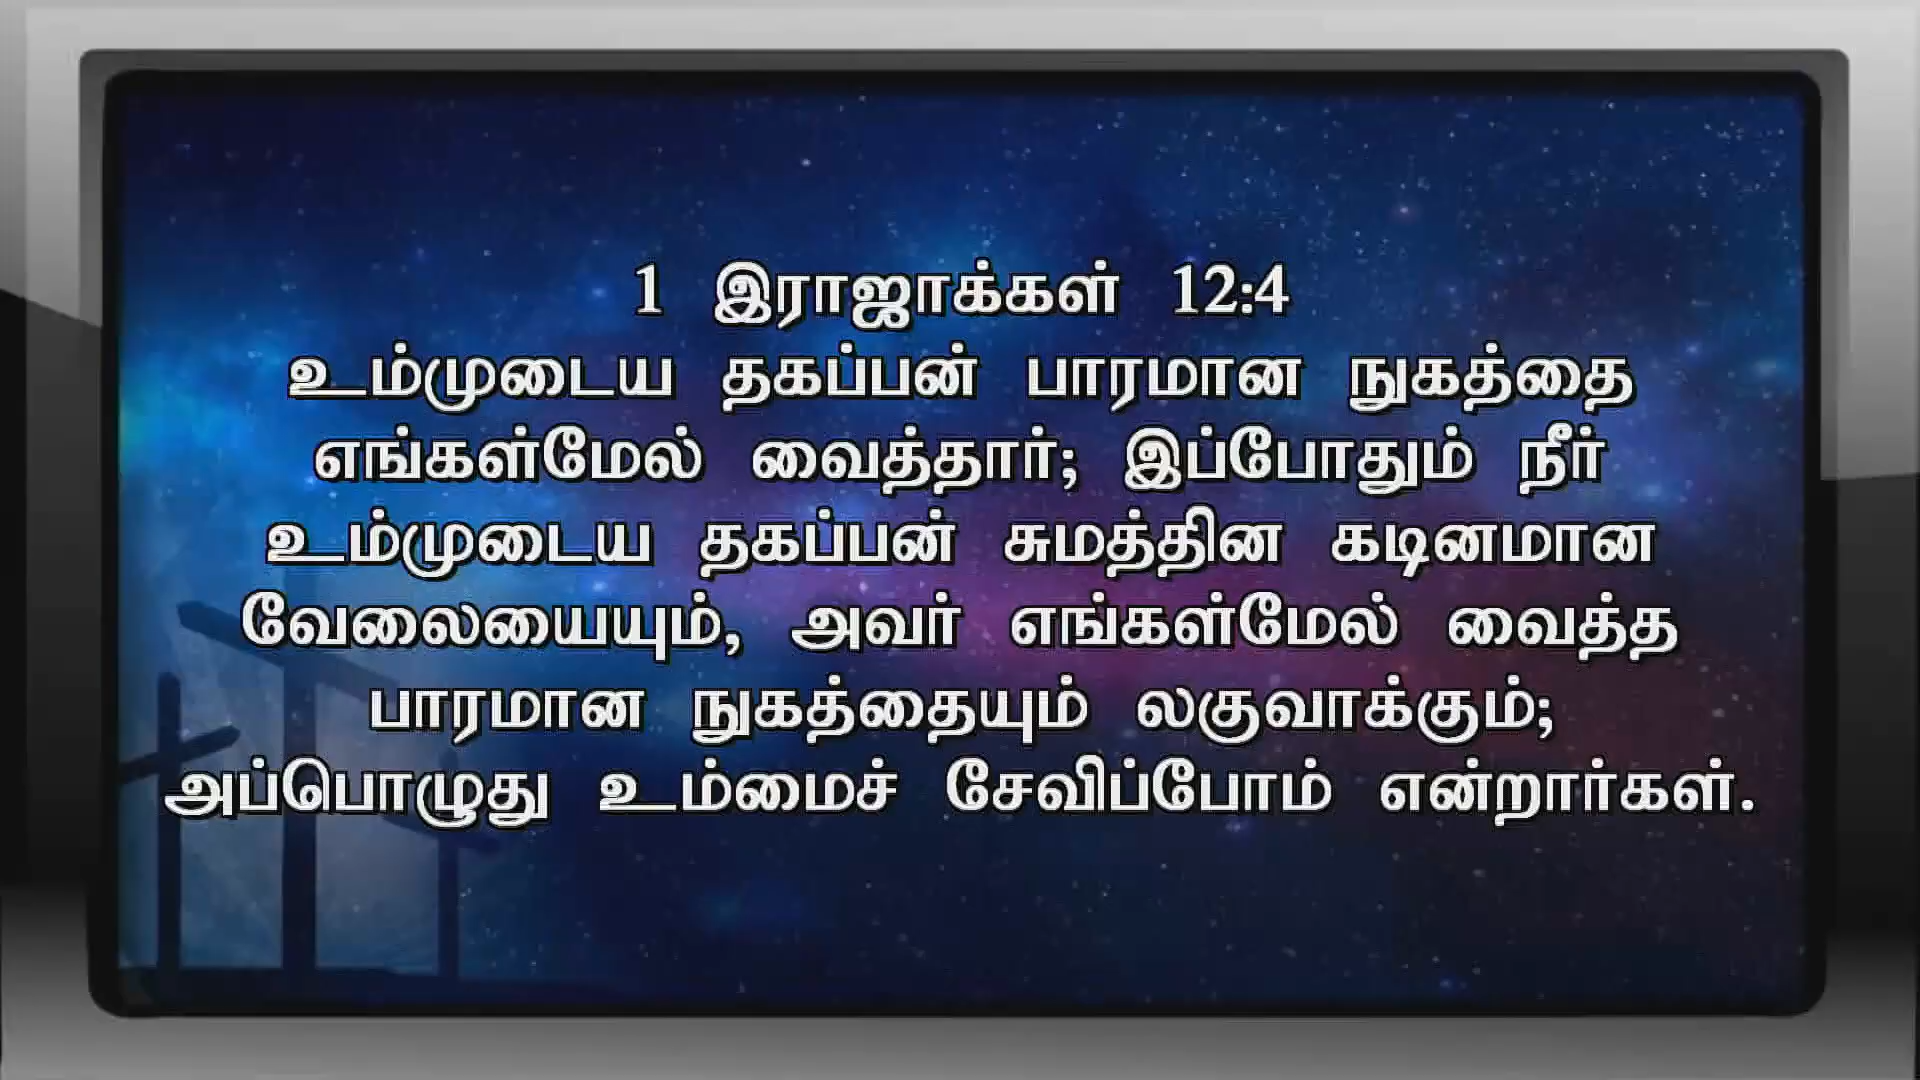 1 இராஜாக்கள் 12:4
உம்முடைய தகப்பன் பாரமான நுகத்தை
எங்கள்மேல் வைத்தார்; இப்போதும் நீர்
உம்முடைய தகப்பன் சுமத்தின கடினமான
வேலையையும், அவர் எங்கள்மேல் வைத்த
பாரமான நுகத்தையும் லகுவாக்கும்;
அப்பொழுது உம்மைச் சேவிப்போம் என்றார்கள்.